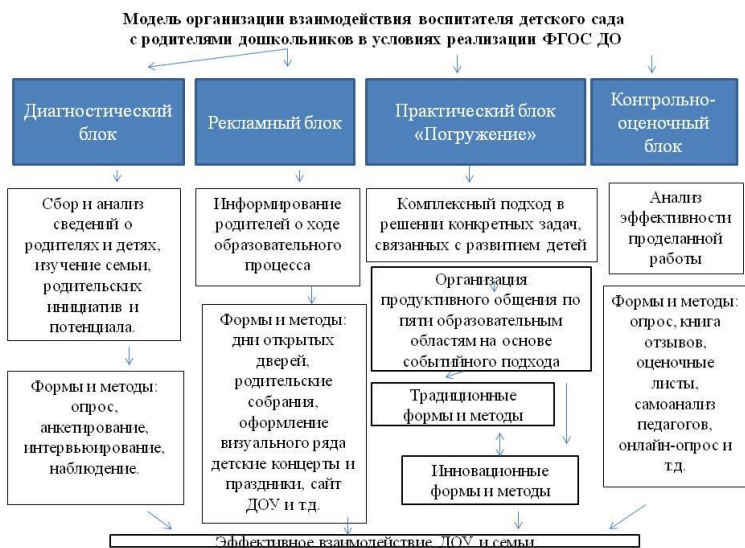 Модель организации взаимодействия воспитателя детского сада
с родителями дошкольников в условиях реализации ФГОС ДО
Диагностический
блок
Рекламный блок
Практический блок
«Погружение»
Контрольно-
оценочный
блок
Сбор и анализ
сведений о
родителях и детях,
изучение семьи,
родительских
инициатив и
потенциала.
Информирование
родителей о ходе
образовательного
процесса
Комплексный подход в
решении конкретных задач,
связанных с развитием детей
Анализ
эффективности
проделанной
работы
Организация
продуктивного общения по
пяти образовательным
областям на основе
событийного подхода
Формы и методы:
опрос,
анкетирование,
интервьюирование,
наблюдение.
Формы и методы:
дни открытых
дверей,
родительские
собрания,
оформление
визуального ряда
детские концерты и
праздники, сайт
ДОУ и т.д.
Традиционные
формы и методы
Инновационные
формы и методы
Формы и методы:
опрос, книга
отзывов,
оценочные
листы,
самоанализ
педагогов,
онлайн-опрос и
т.д.
Эффективное взаимодействие ДОУ и семьи